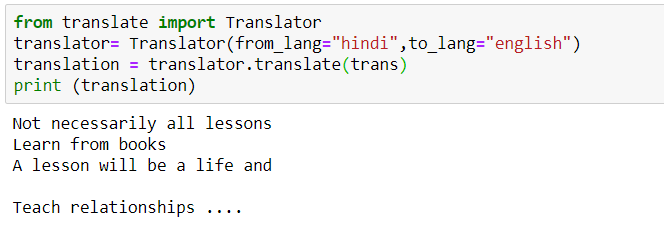 from translate import Translator
translator= Translator(from_lang="hindi",to_lang="english")
translation = translator.translate(trans)
print (translation)
Not necessarily all lessons
Learn from books
A lesson will be a life and
Teach relationships ....